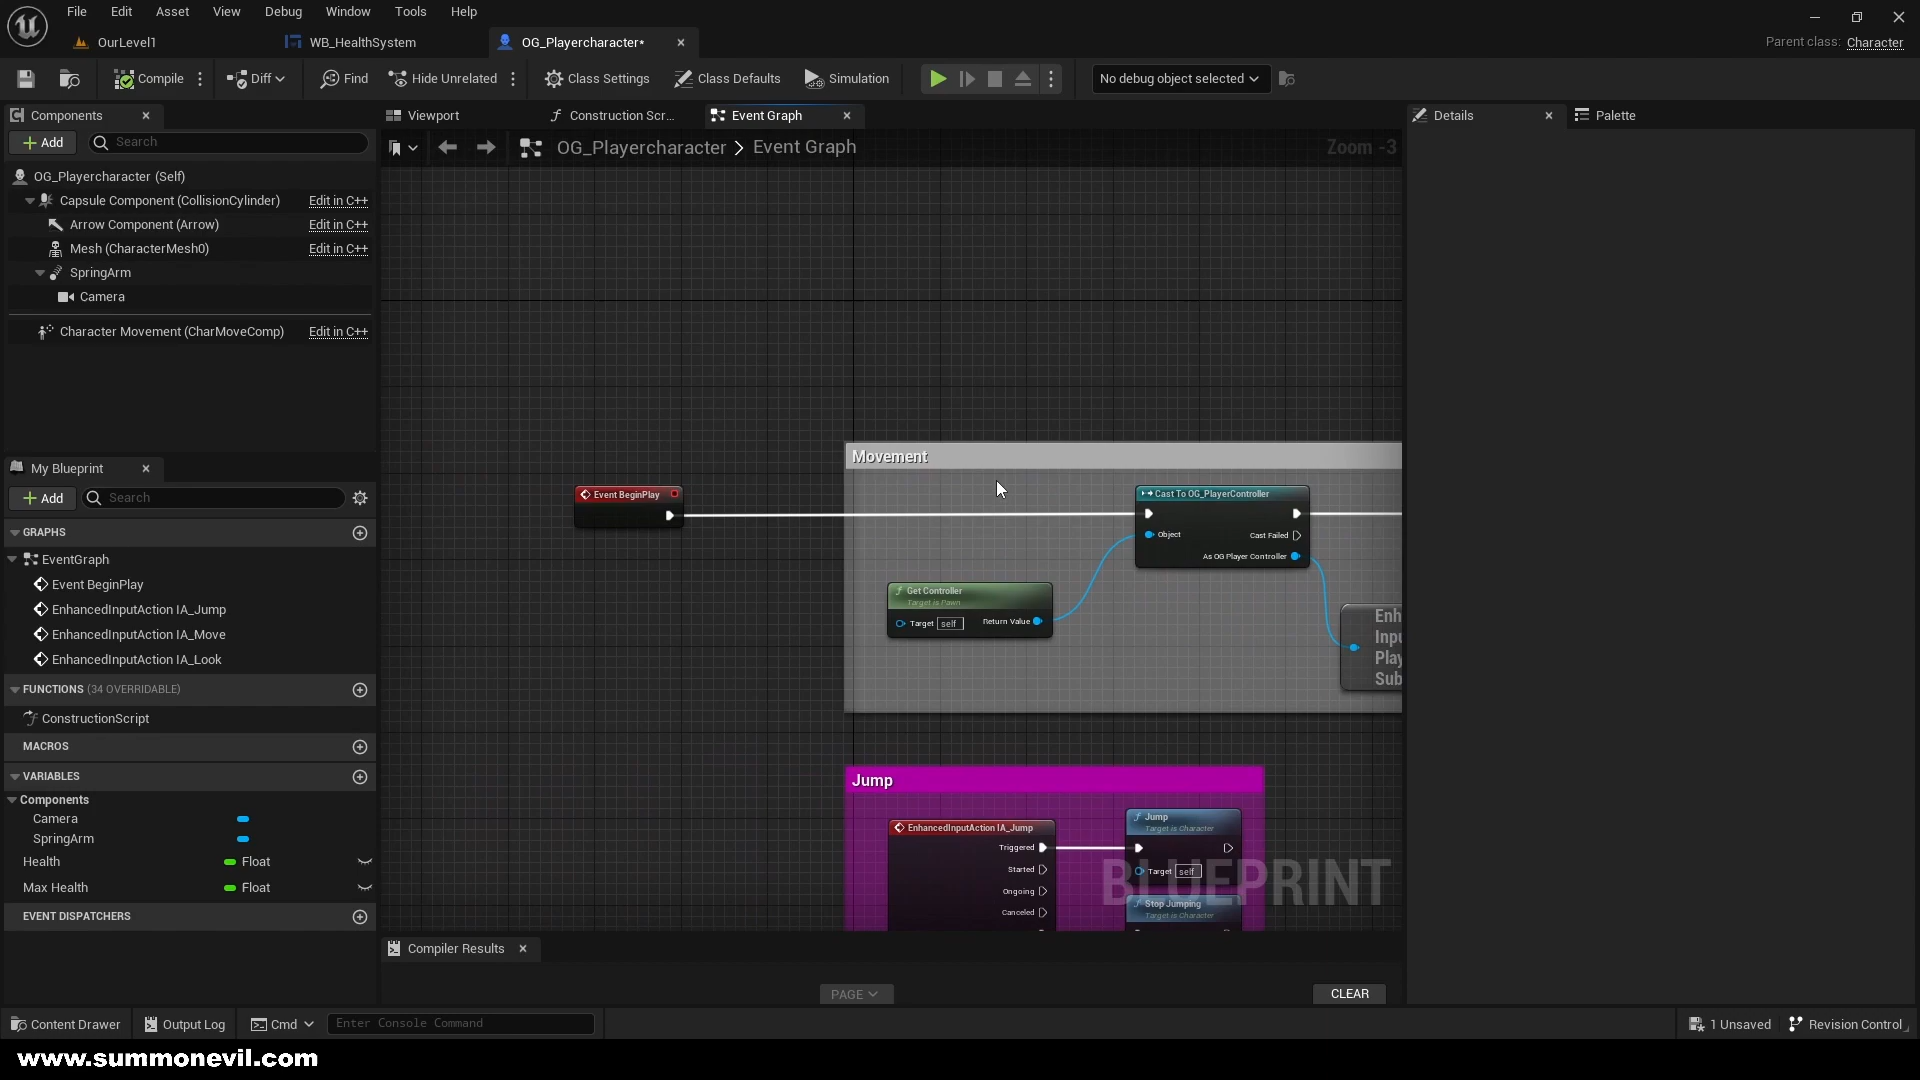 File Edit Asset View Debug Window Tools Help
OurLevel1 WB_HealthSystem OG_Playercharacter*
Parent class: Character
Compile Diff Find Hide Unrelated Class Settings Class Defaults Simulation No debug object selected
Components Viewport Construction Scr... Event Graph Details Palette
Add Search
OG_Playercharacter > Event Graph
Zoom -3
OG_Playercharacter (Self)
Capsule Component (CollisionCylinder) Edit in C++
Arrow Component (Arrow) Edit in C++
Mesh (CharacterMesh0) Edit in C++
SpringArm
Camera
Character Movement (CharMoveComp) Edit in C++
My Blueprint
Add Search
GRAPHS
EventGraph
Event BeginPlay
EnhancedInputAction IA_Jump
EnhancedInputAction IA_Move
EnhancedInputAction IA_Look
FUNCTIONS (34 OVERRIDABLE)
ConstructionScript
MACROS
VARIABLES
Components
Camera
SpringArm
Health Float
Max Health Float
EVENT DISPATCHERS
Movement
Event BeginPlay
Cast To OG_PlayerController
Object Cast Failed
As OG Player Controller
Get Controller
Target is Pawn
Target self Return Value
Enh
Inpu
Play
Sub
Jump
EnhancedInputAction IA_Jump
Triggered
Started
Ongoing
Canceled
Jump
Target is Character
Target self
Stop Jumping
Target is Character
BLUEPRINT
Compiler Results
PAGE CLEAR
Content Drawer Output Log Cmd Enter Console Command 1 Unsaved Revision Control
www.summonevil.com